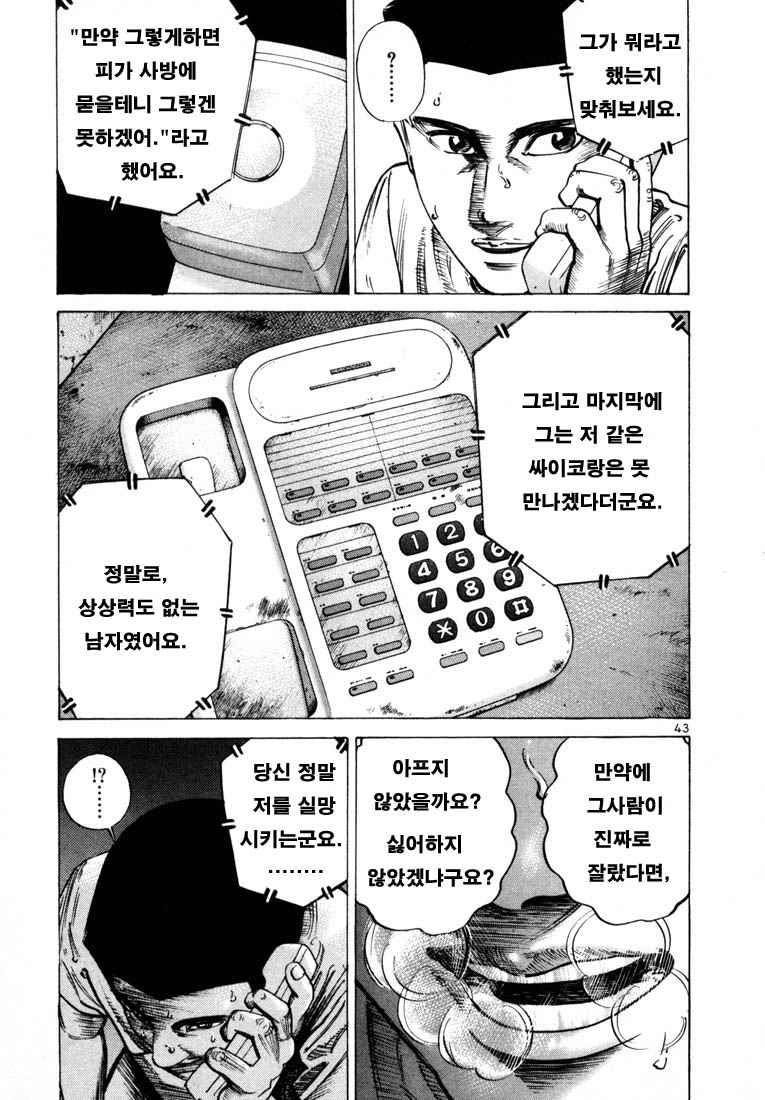 그가 뭐라고
했는지
맞춰보세요.
?
……
"만약 그렇게하면
피가 사방에
묻을테니 그렇겐
못하겠어."라고
했어요.
그리고 마지막에
그는 저 같은
싸이코랑은 못
만나겠다더군요.
1 2 3
4 5 6
7 8 9
* 0 ¤
정말로,
상상력도 없는
남자였어요.
43
만약에
그사람이
진짜로
잘랐다면,
아프지
않았을까요?
싫어하지
않았겠냐구요?
당신 정말
저를 실망
시키는군요.
........
!?
……